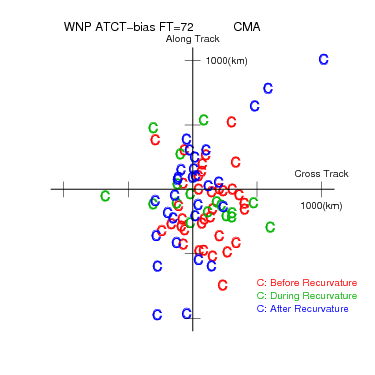 WNP ATCT-bias FT=72 CMA
Along Track
1000(km)
Cross Track
1000(km)
C: Before Recurvature
C: During Recurvature
C: After Recurvature